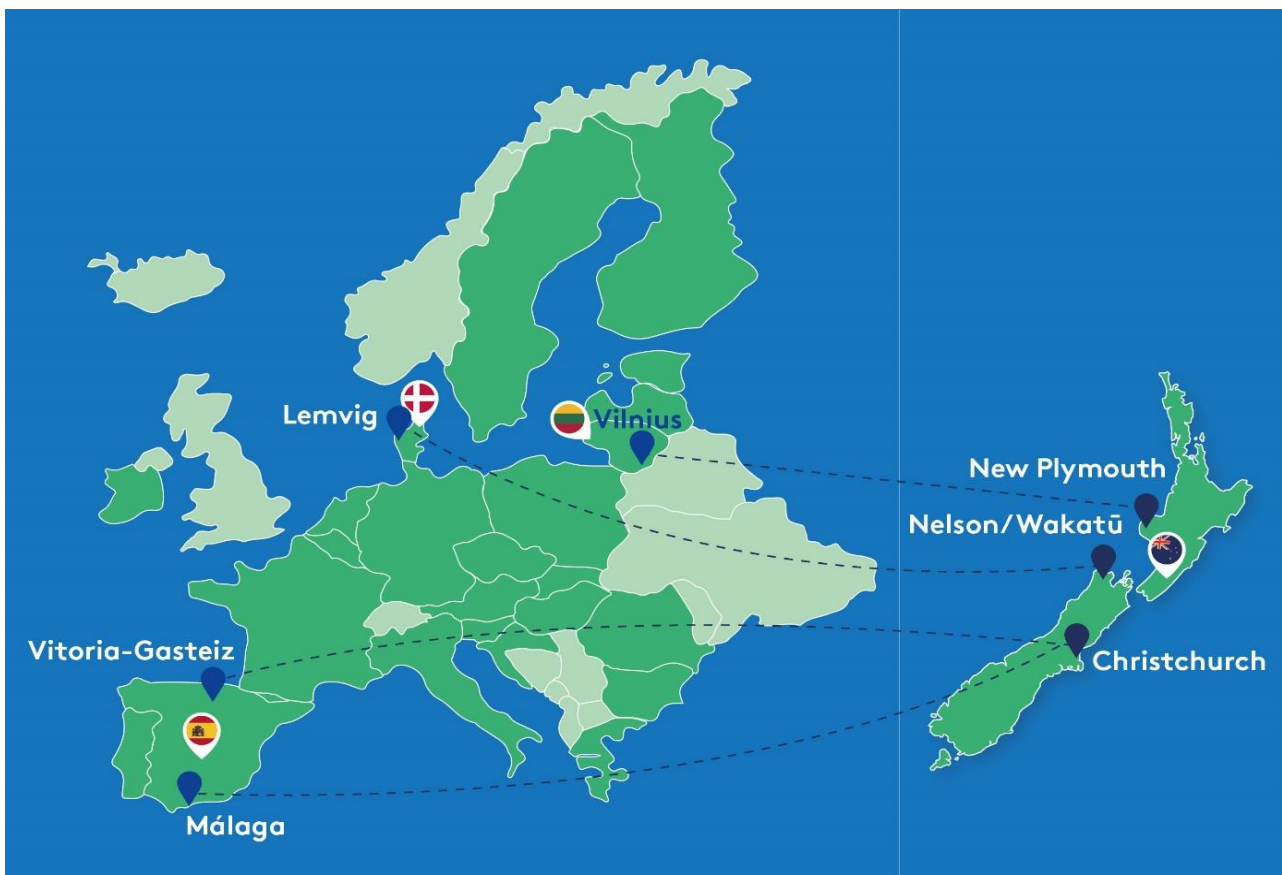 Lemvig
Vilnius
New Plymouth
Nelson/Wakatū
Vitoria-Gasteiz
Christchurch
Málaga